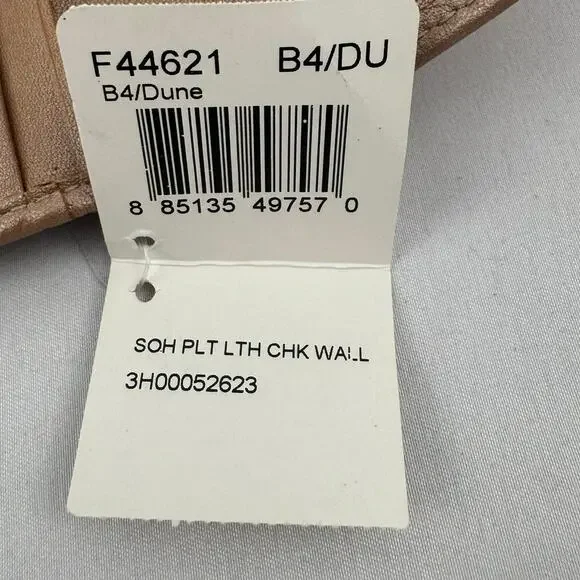 F44621 B4/DU
B4/Dune
8 85135 49757 0
SOH PLT LTH CHK WALL
3H00052623